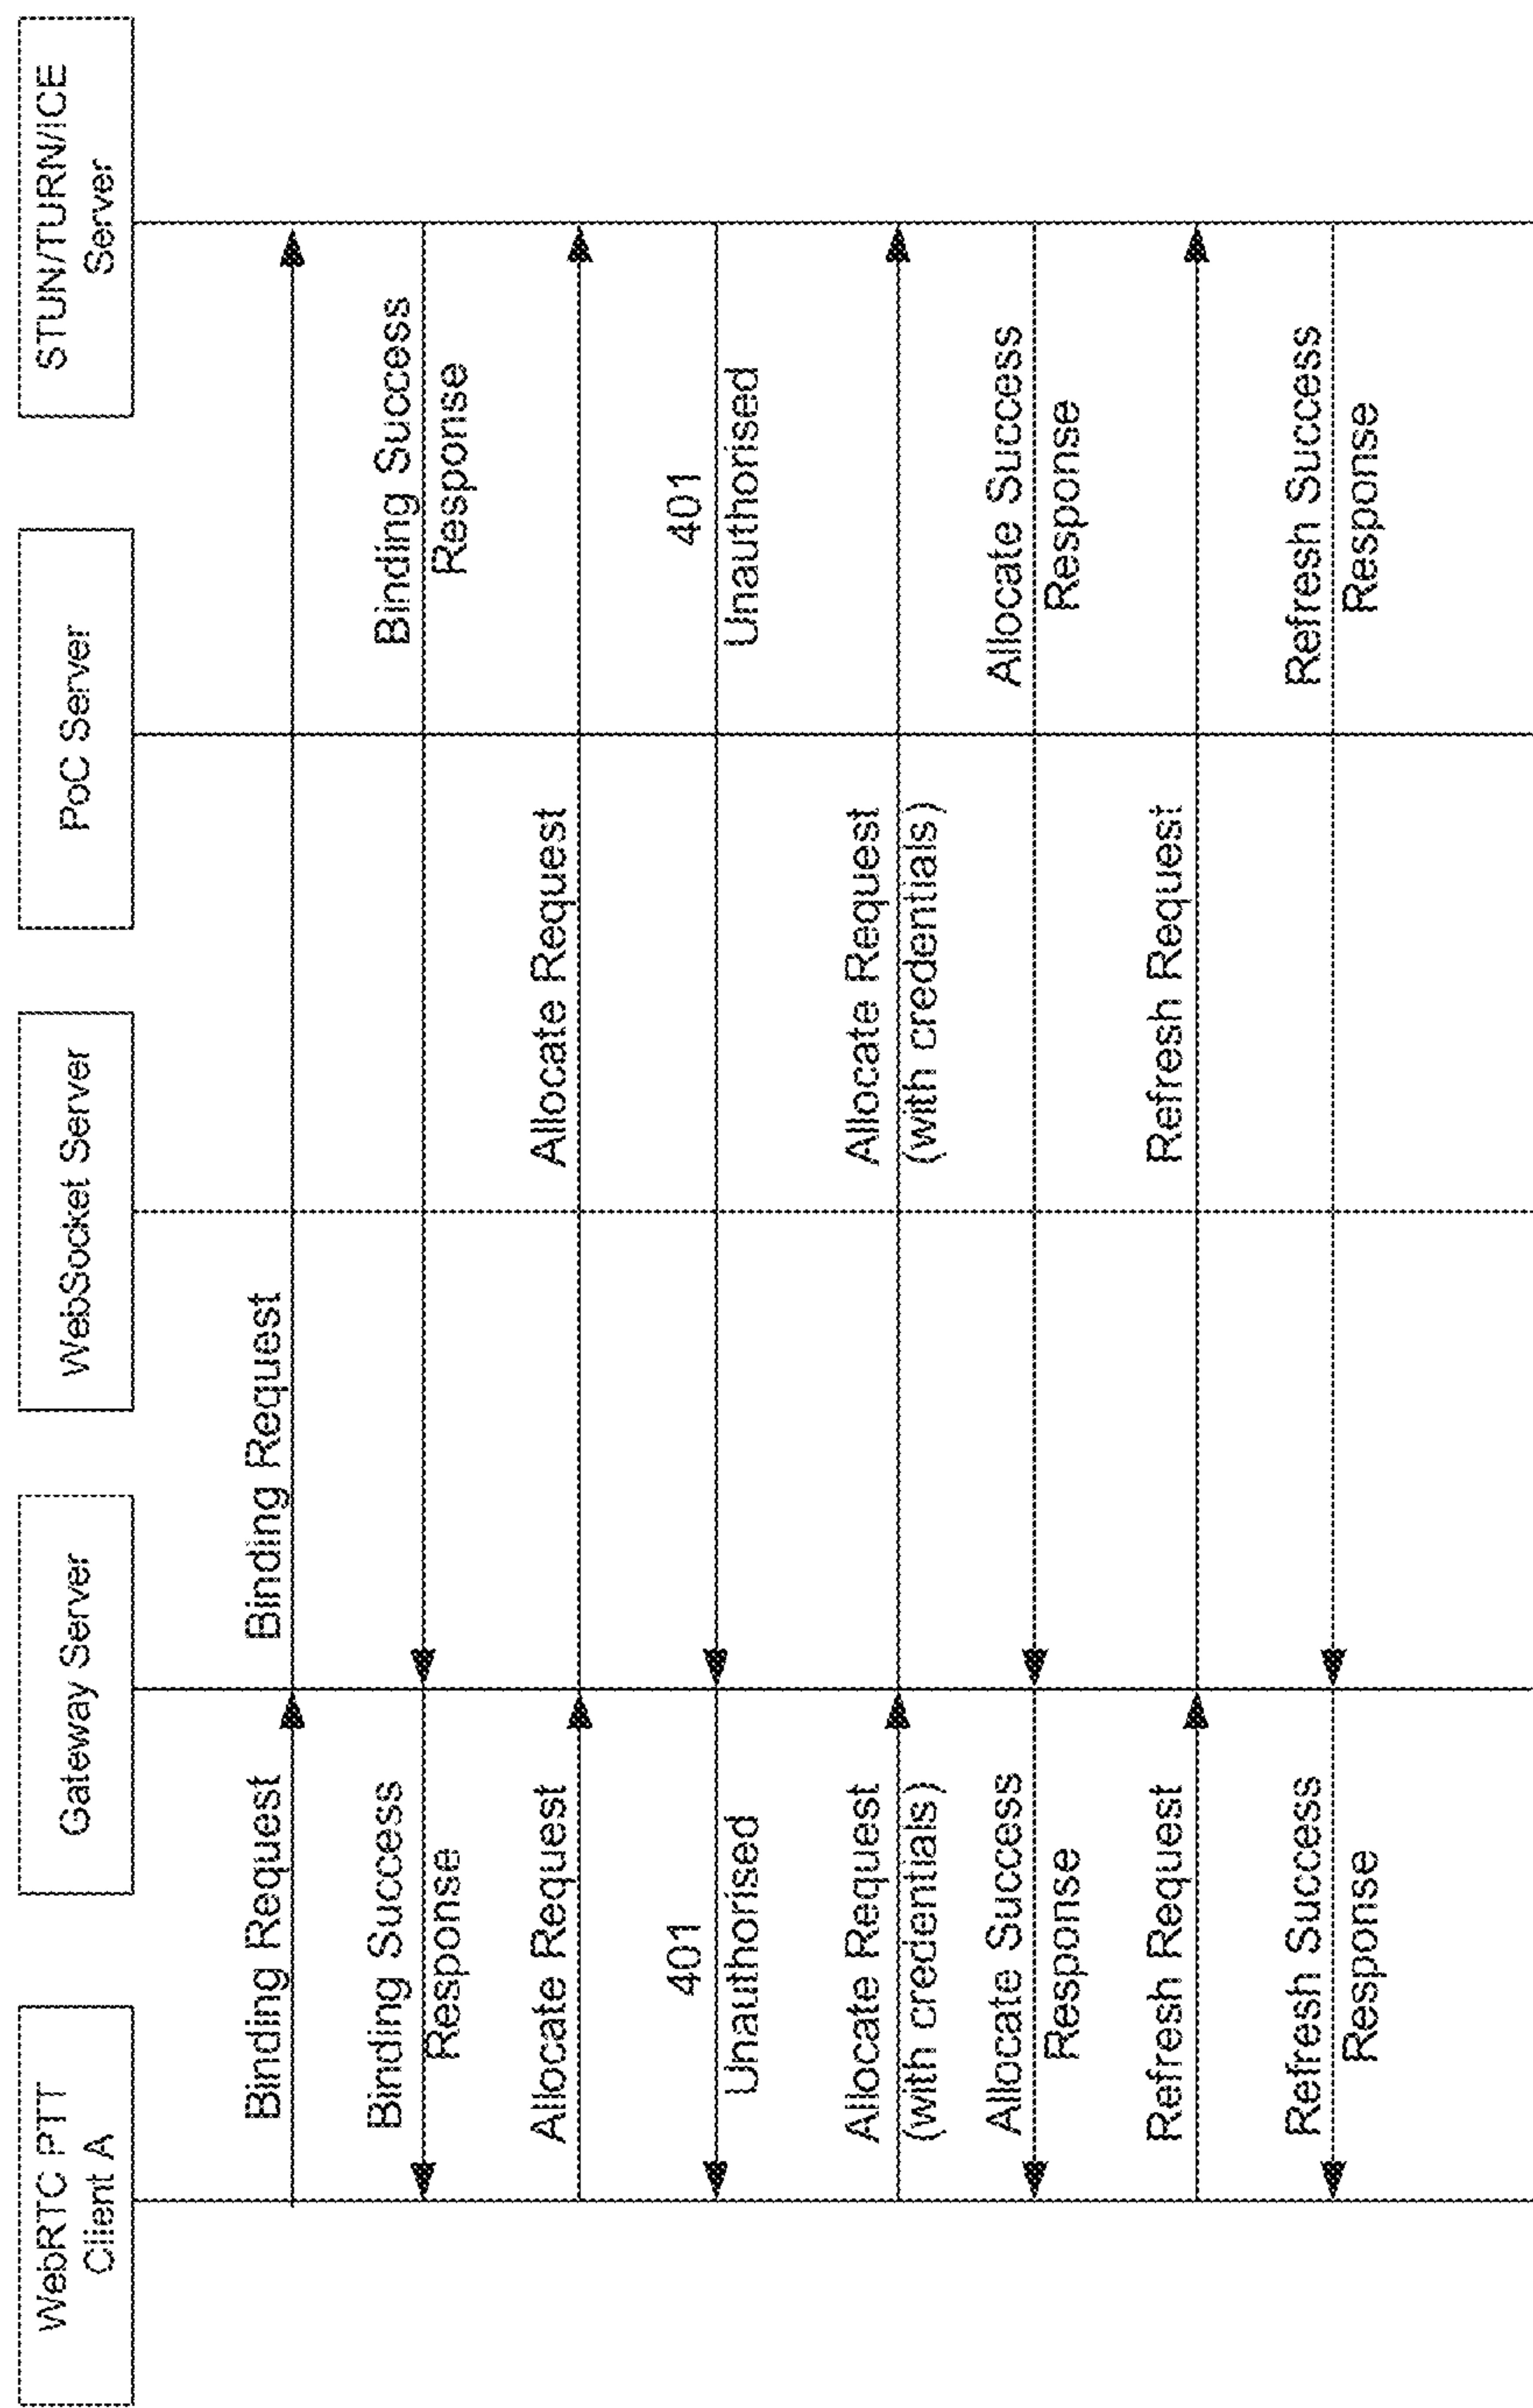 WebRTC PTT
Client A
Gateway Server
WebSocket Server
PoC Server
STUN/TURN/ICE
Server
Binding Request
Binding Request
Binding Success
Response
Binding Success
Response
Allocate Request
Allocate Request
401
Unauthorised
401
Unauthorised
Allocate Request
(with credentials)
Allocate Request
(with credentials)
Allocate Success
Response
Allocate Success
Response
Refresh Request
Refresh Request
Refresh Success
Response
Refresh Success
Response